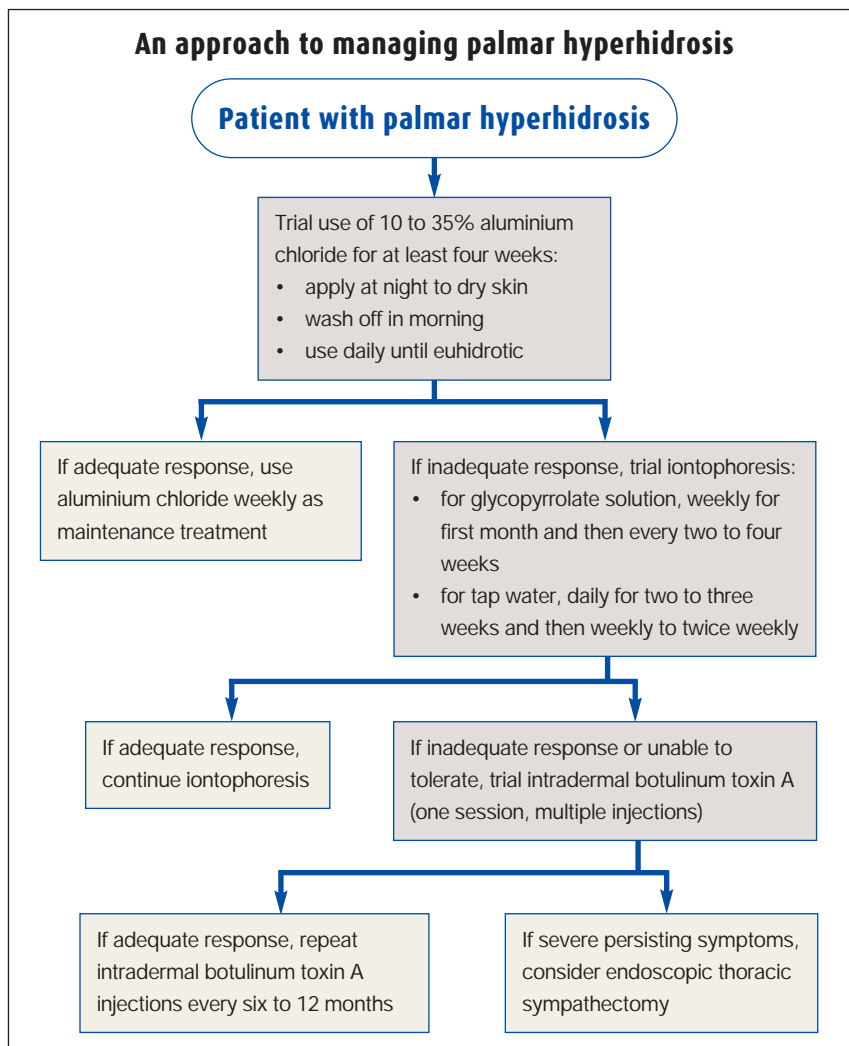 An approach to managing palmar hyperhidrosis
Patient with palmar hyperhidrosis
Trial use of 10 to 35% aluminium
chloride for at least four weeks:
• apply at night to dry skin
• wash off in morning
• use daily until euhidrotic
If adequate response, use
aluminium chloride weekly as
maintenance treatment
If inadequate response, trial iontophoresis:
• for glycopyrrolate solution, weekly for
first month and then every two to four
weeks
• for tap water, daily for two to three
weeks and then weekly to twice weekly
If adequate response,
continue iontophoresis
If inadequate response or unable to
tolerate, trial intradermal botulinum toxin A
(one session, multiple injections)
If adequate response, repeat
intradermal botulinum toxin A
injections every six to 12 months
If severe persisting symptoms,
consider endoscopic thoracic
sympathectomy